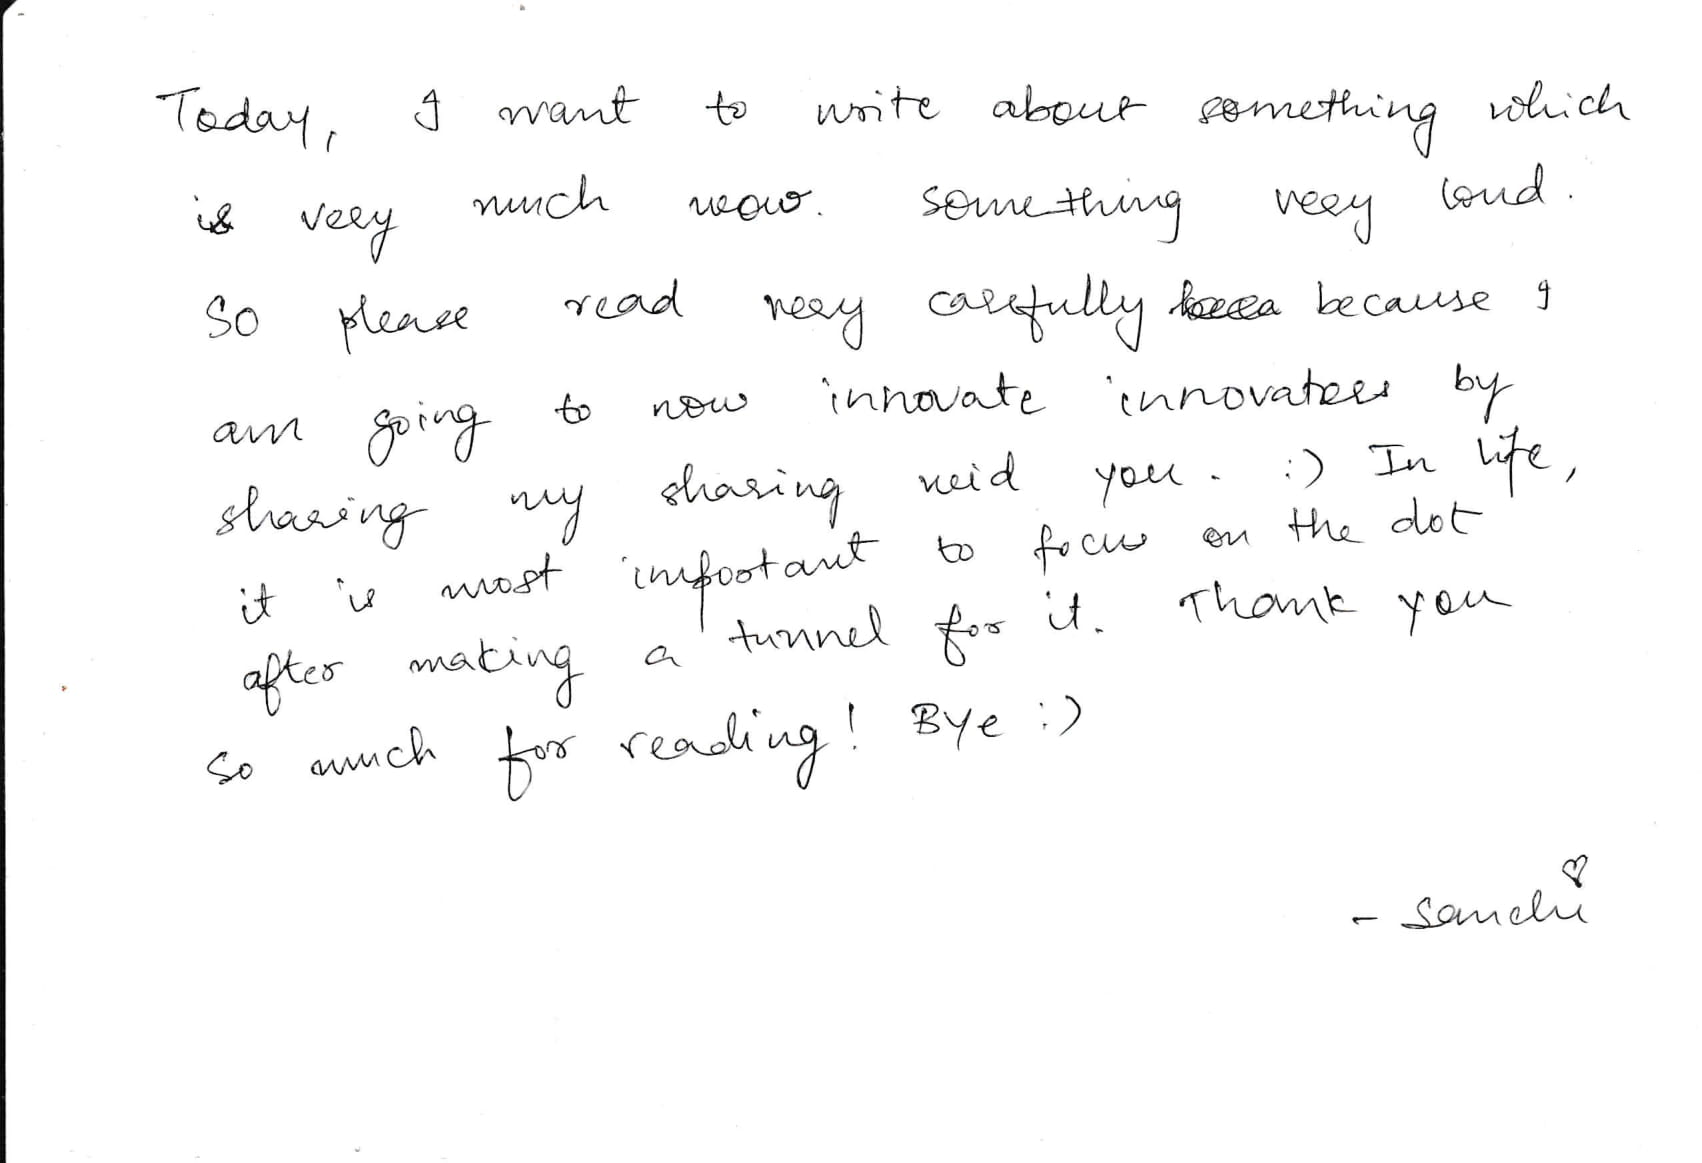 Today, I want to write about something which
is very much now. something very loud.
So please read very carefully because I
am going to now innovate innovators by
sharing my sharing neid you. :) In life,
it is most important to focus on the dot
after making a tunnel for it. Thank you
so much for reading! Bye :)
- Sanchi